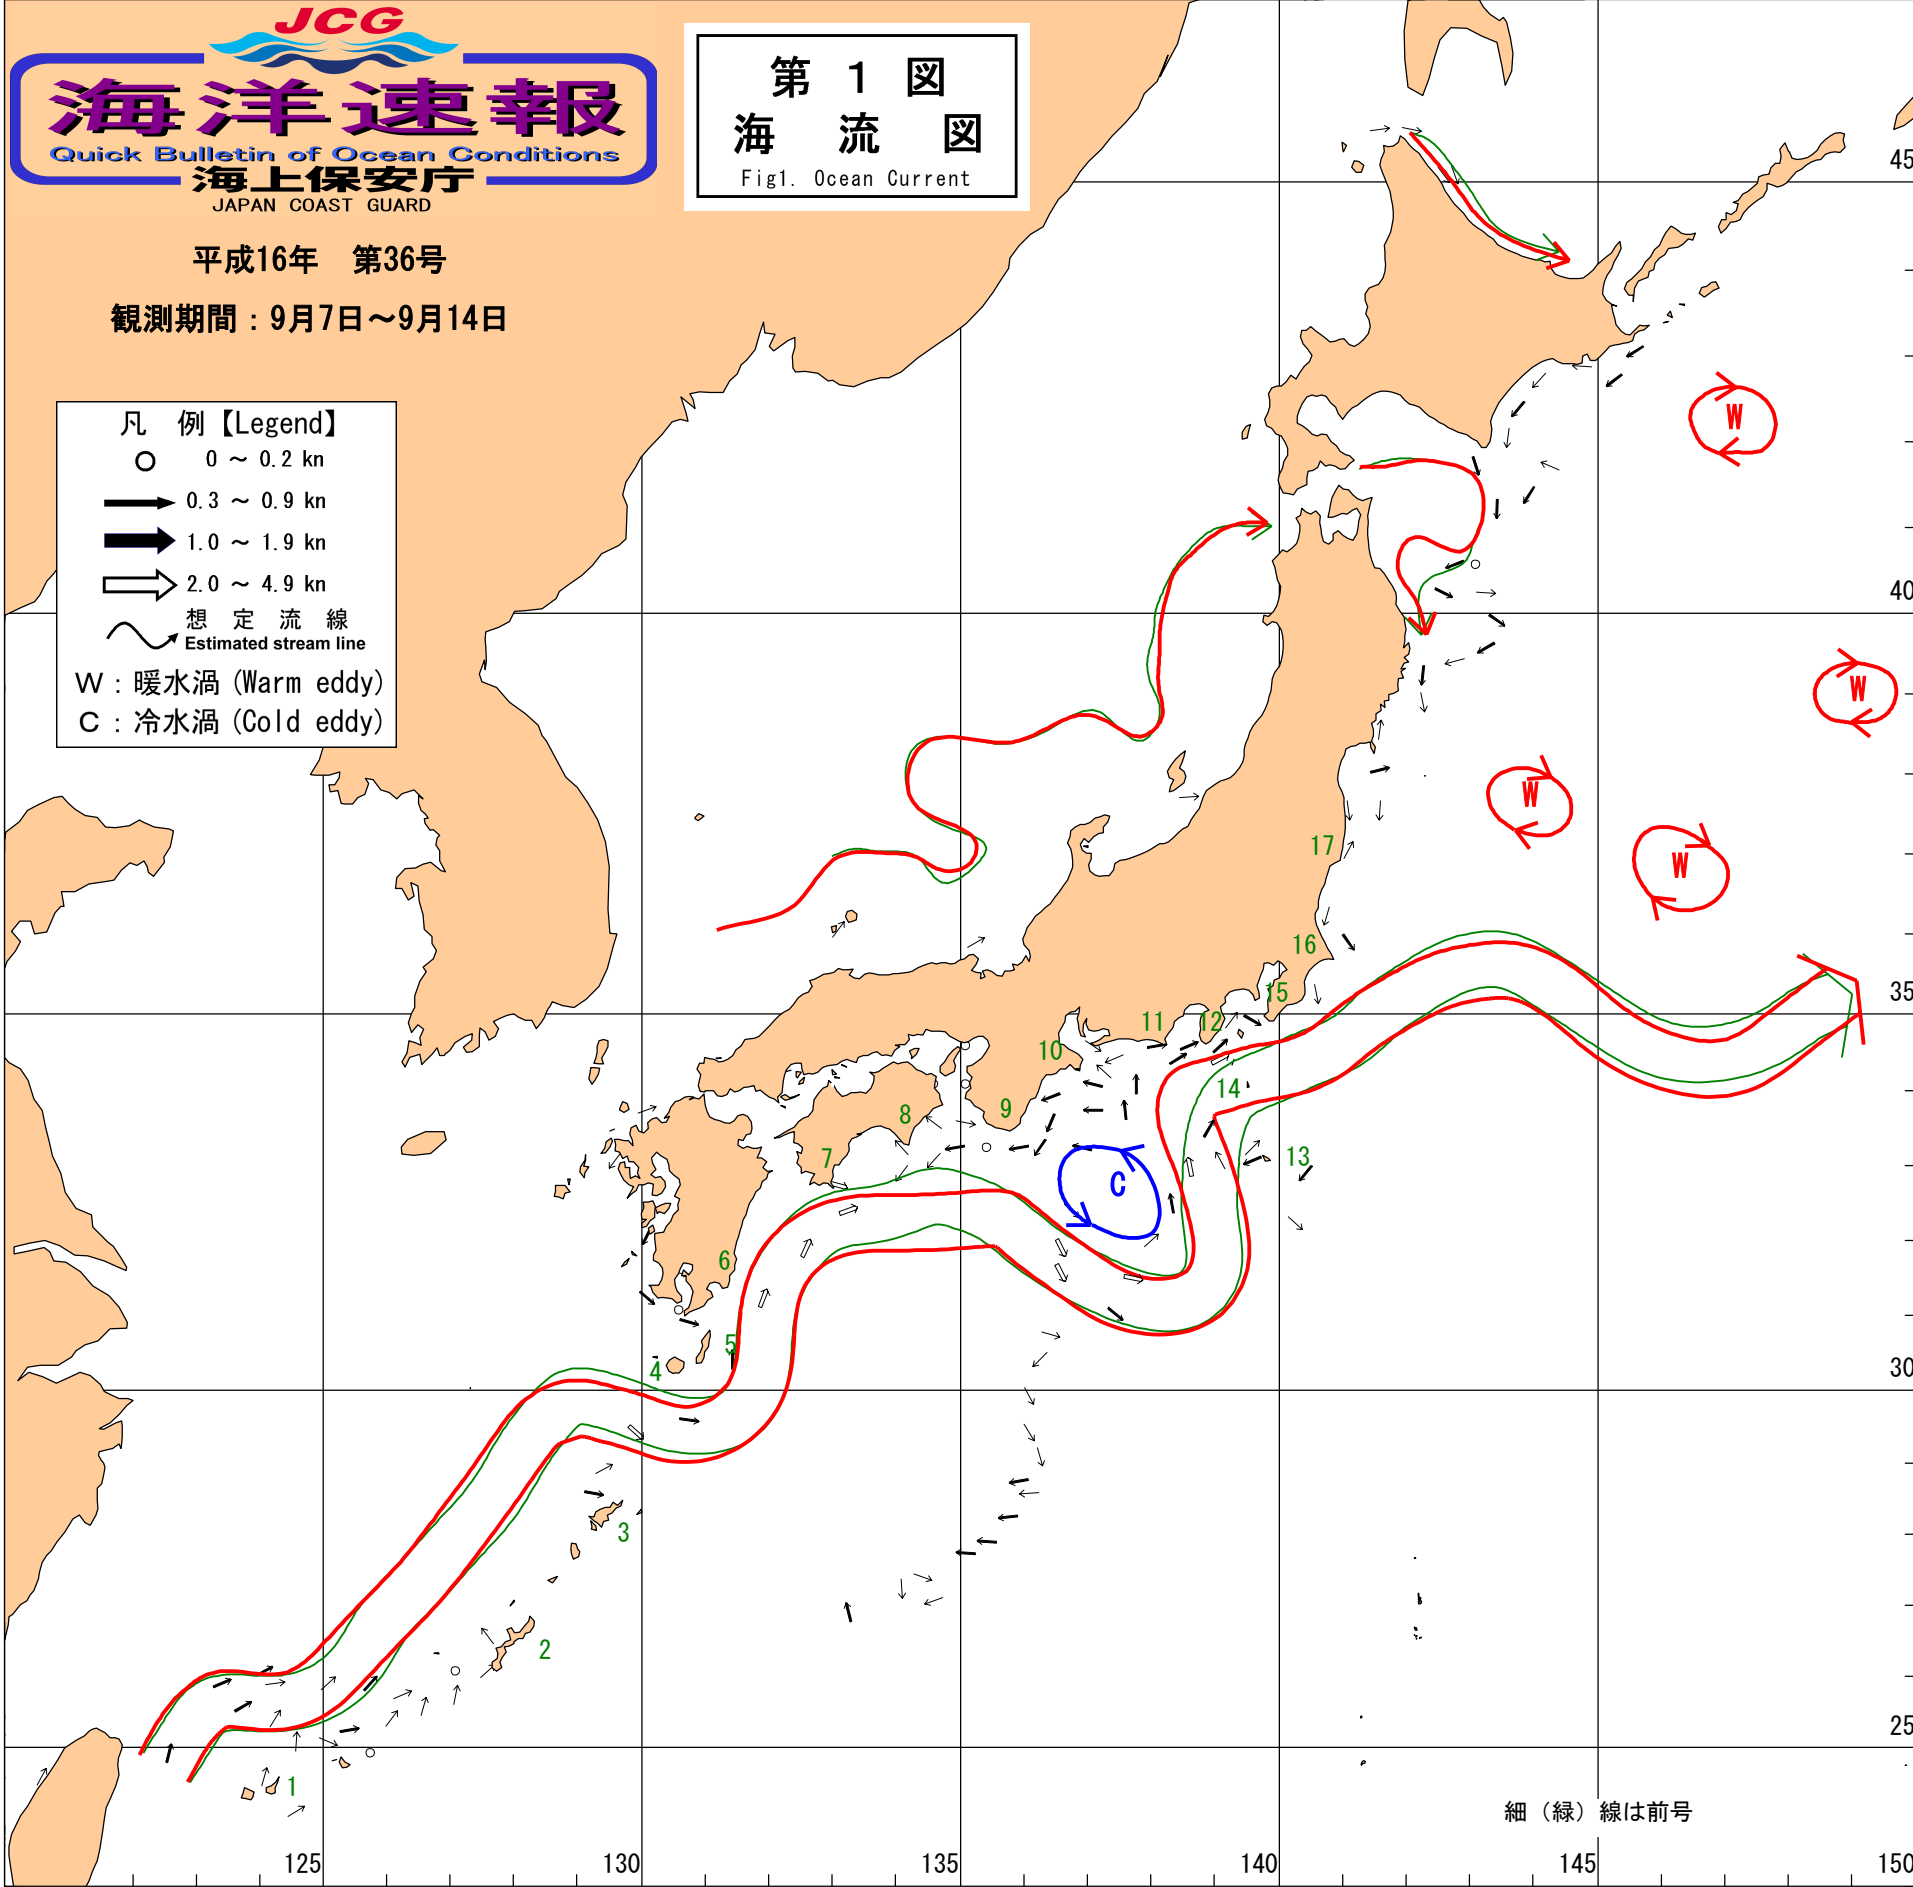 JCG
海洋速報
Quick Bulletin of Ocean Conditions
海上保安庁
JAPAN COAST GUARD
平成16年 第36号
観測期間：9月7日～9月14日
第 1 図
海 流 図
Fig1. Ocean Current
凡 例【Legend】
0 ～ 0.2 kn
0.3 ～ 0.9 kn
1.0 ～ 1.9 kn
2.0 ～ 4.9 kn
想 定 流 線
Estimated stream line
W：暖水渦(Warm eddy)
C：冷水渦(Cold eddy)
45
W
40
W
W
17
W
16
35
15
12
11
10
14
9
8
7
13
C
6
5
4
30
3
2
25
1
細（緑）線は前号
125
130
135
140
145
150